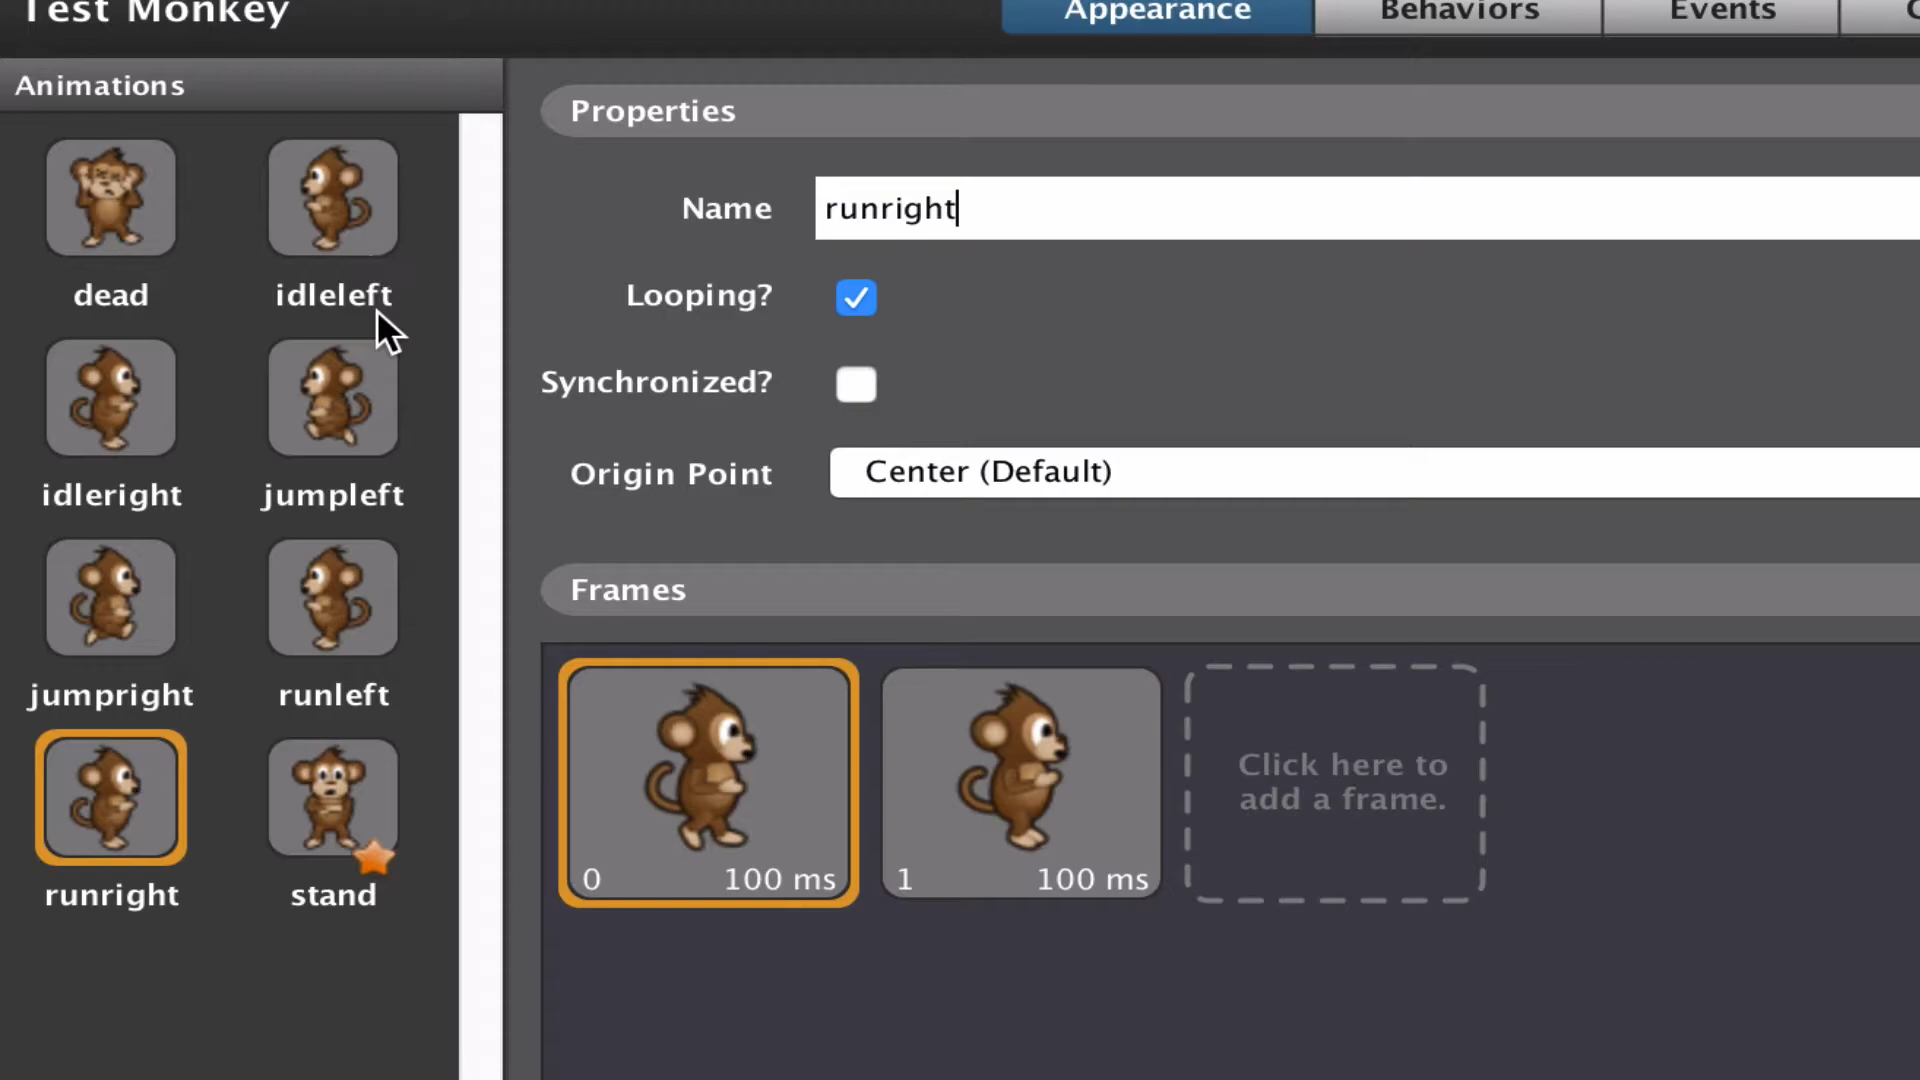 Test Monkey
Appearance
Behaviors
Events
Animations
dead
idleleft
idleright
jumpleft
jumpright
runleft
runright
stand
Properties
Name
runright
Looping?
Synchronized?
Origin Point
Center (Default)
Frames
0
100 ms
1
100 ms
Click here to
add a frame.